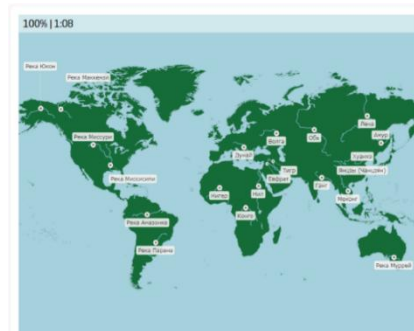 100% | 1:08
Река Юкон
Река Маккензи
Река Миссури
Река Миссисипи
Река Амазонка
Река Парана
Дунай
Волга
Обь
Лена
Амур
Хуанхэ
Янцзы (Чанцзян)
Тигр
Евфрат
Ганг
Меконг
Нигер
Нил
Конго
Река Муррей